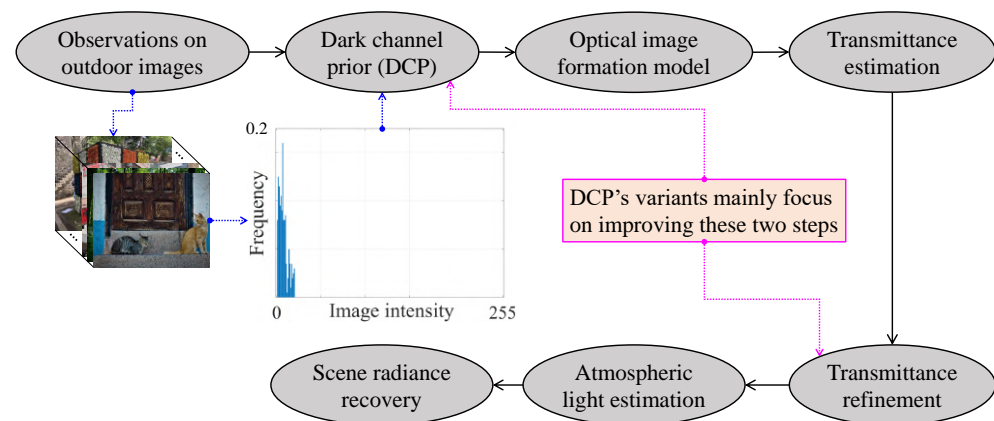 Observations on
outdoor images
Dark channel
prior (DCP)
Optical image
formation model
Transmittance
estimation
...
...
0.2
Frequency
0
Image intensity
255
DCP's variants mainly focus
on improving these two steps
Scene radiance
recovery
Atmospheric
light estimation
Transmittance
refinement